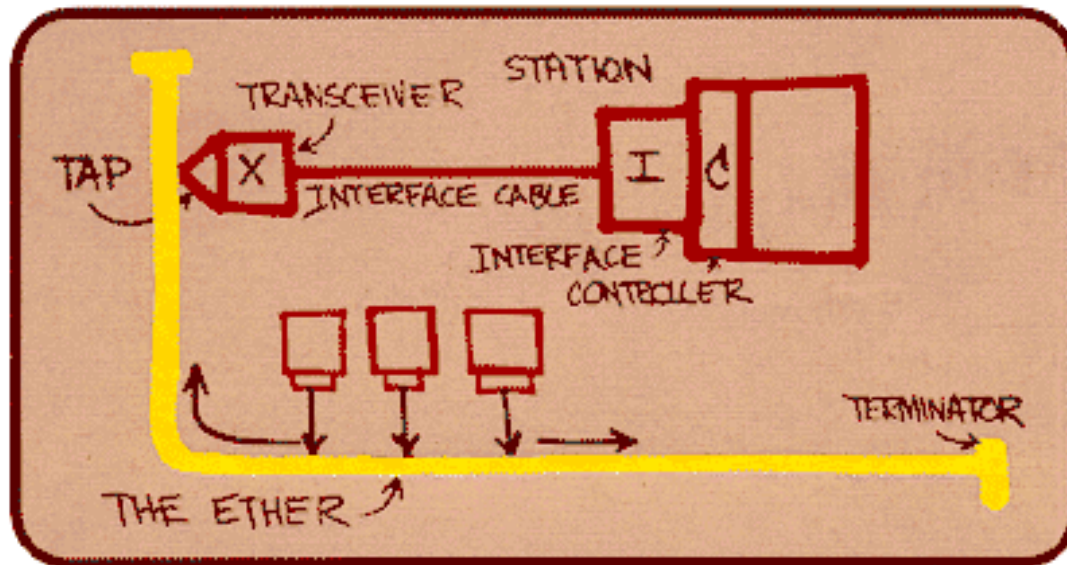 STATION
TRANSCEIVER
TAP
X
I
C
INTERFACE CABLE
INTERFACE
CONTROLLER
TERMINATOR
THE ETHER